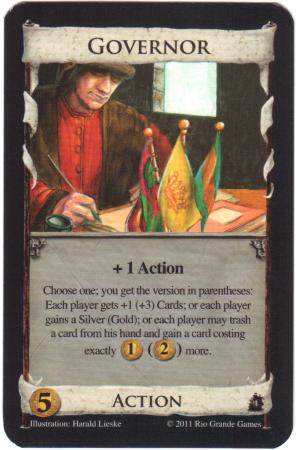 GOVERNOR
+ 1 Action
Choose one; you get the version in parentheses:
Each player gets +1 (+3) Cards; or each player
gains a Silver (Gold); or each player may trash
a card from his hand and gain a card costing
exactly 1 ( 2 ) more.
5 ACTION
Illustration: Harald Lieske © 2011 Rio Grande Games